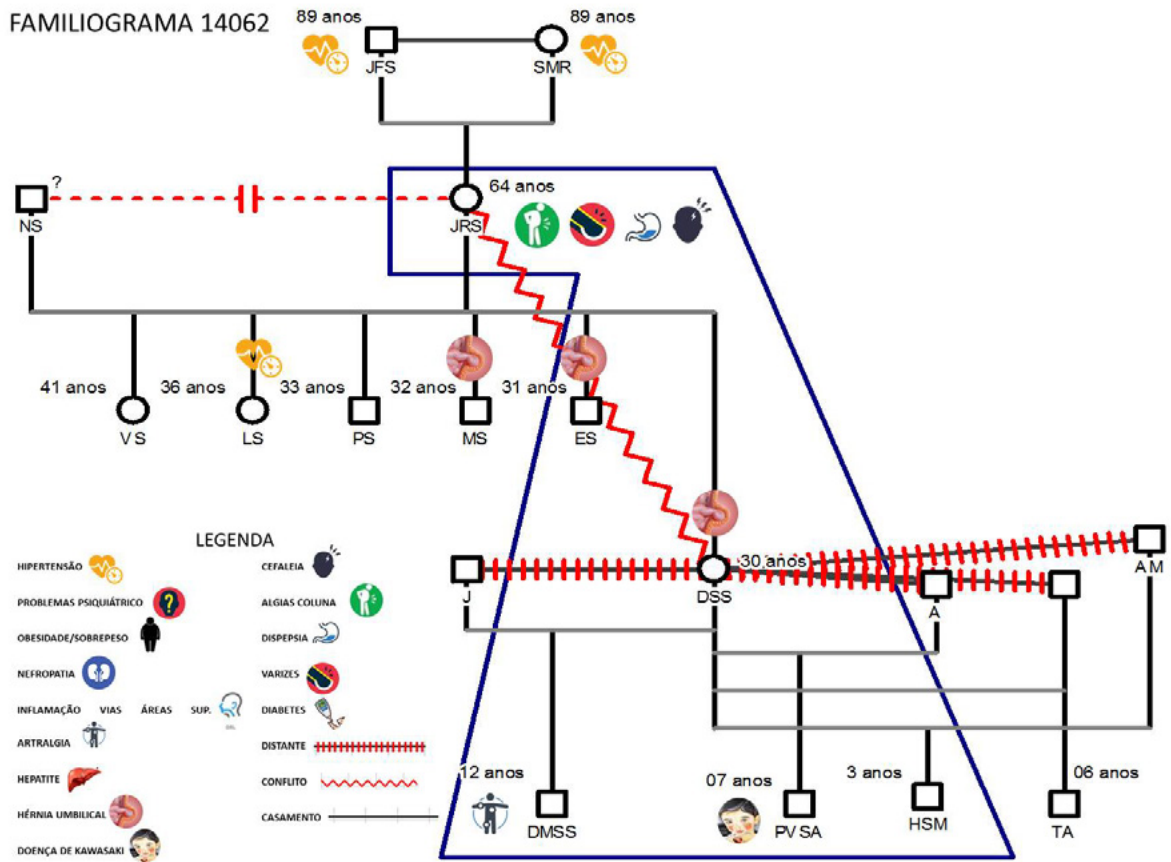 FAMILIOGRAMA 14062
89 anos
89 anos
JFS
SMR
?
64 anos
NS
JRS
41 anos
36 anos
33 anos
32 anos
31 anos
VS
LS
PS
MS
ES
30 anos
J
DSS
A
AM
LEGENDA
HIPERTENSÃO
CEFALEIA
PROBLEMAS PSIQUIÁTRICO
ALGIAS COLUNA
OBESIDADE/SOBREPESO
DISPEPSIA
NEFROPATIA
VARIZES
INFLAMAÇÃO VIAS ÁREAS SUP.
DIABETES
ARTRALGIA
DISTANTE
HEPATITE
CONFLITO
HÉRNIA UMBILICAL
CASAMENTO
DOENÇA DE KAWASAKI
12 anos
07 anos
3 anos
06 anos
DMSS
PVSA
HSM
TA